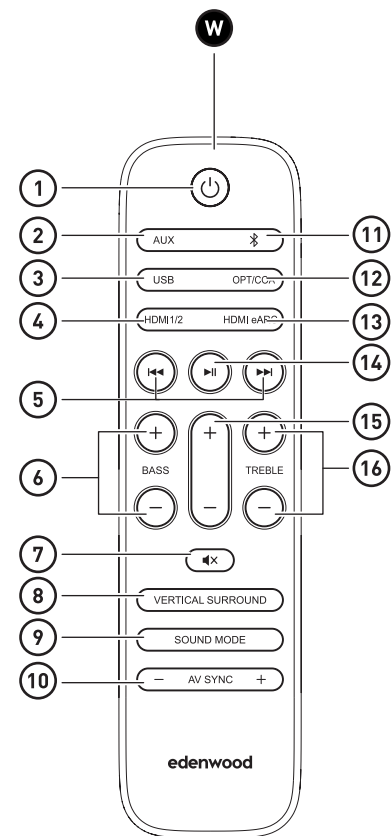 W
1
2 AUX 11
3 USB OPT/COA 12
4 HDMI1/2 HDMI eARC 13
14
5
15
6 BASS TREBLE 16
7
8 VERTICAL SURROUND
9 SOUND MODE
10 − AV SYNC +
edenwood